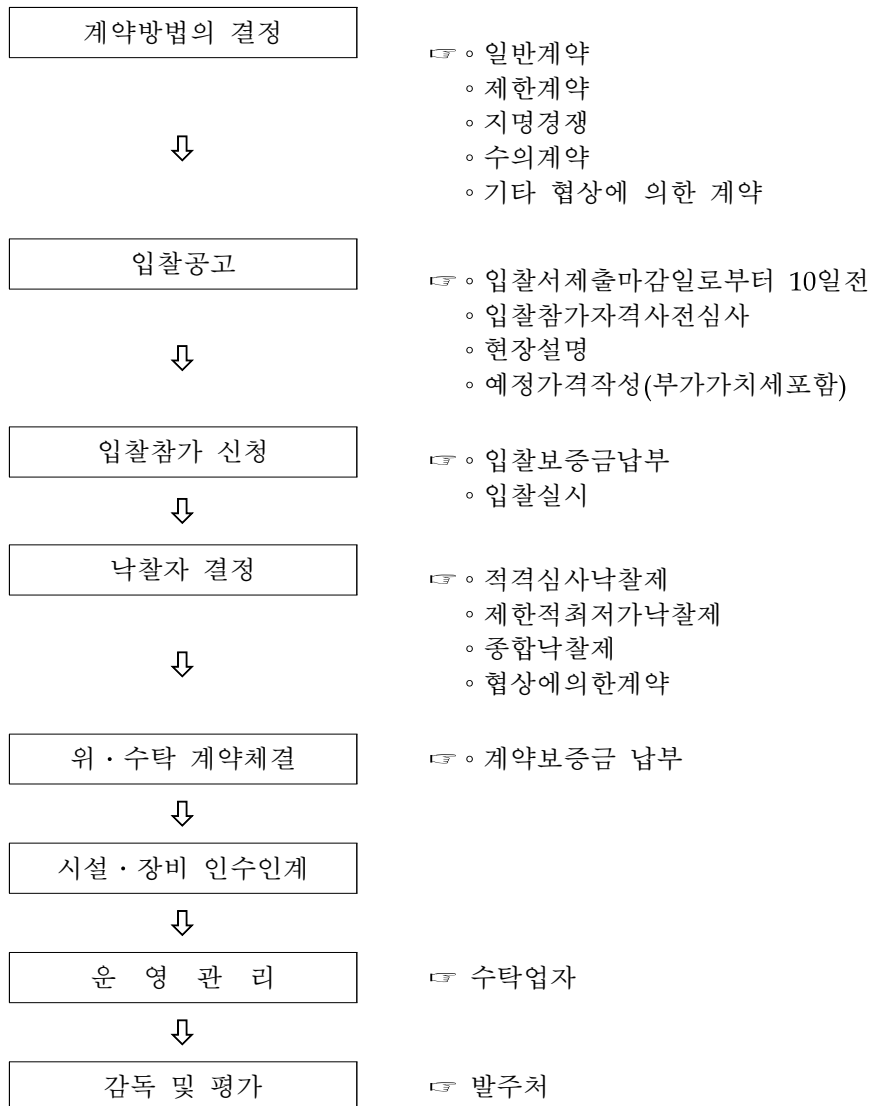 계약방법의 결정
☞ ◦ 일반계약
◦ 제한계약
◦ 지명경쟁
◦ 수의계약
◦ 기타 협상에 의한 계약
⇩
입찰공고
☞ ◦ 입찰서제출마감일로부터 10일전
◦ 입찰참가자격사전심사
◦ 현장설명
◦ 예정가격작성(부가가치세포함)
⇩
입찰참가 신청
☞ ◦ 입찰보증금납부
◦ 입찰실시
⇩
낙찰자 결정
☞ ◦ 적격심사낙찰제
◦ 제한적최저가낙찰제
◦ 종합낙찰제
◦ 협상에의한계약
⇩
위·수탁 계약체결
☞ ◦ 계약보증금 납부
⇩
시설·장비 인수인계
⇩
운 영 관 리
☞ 수탁업자
⇩
감독 및 평가
☞ 발주처